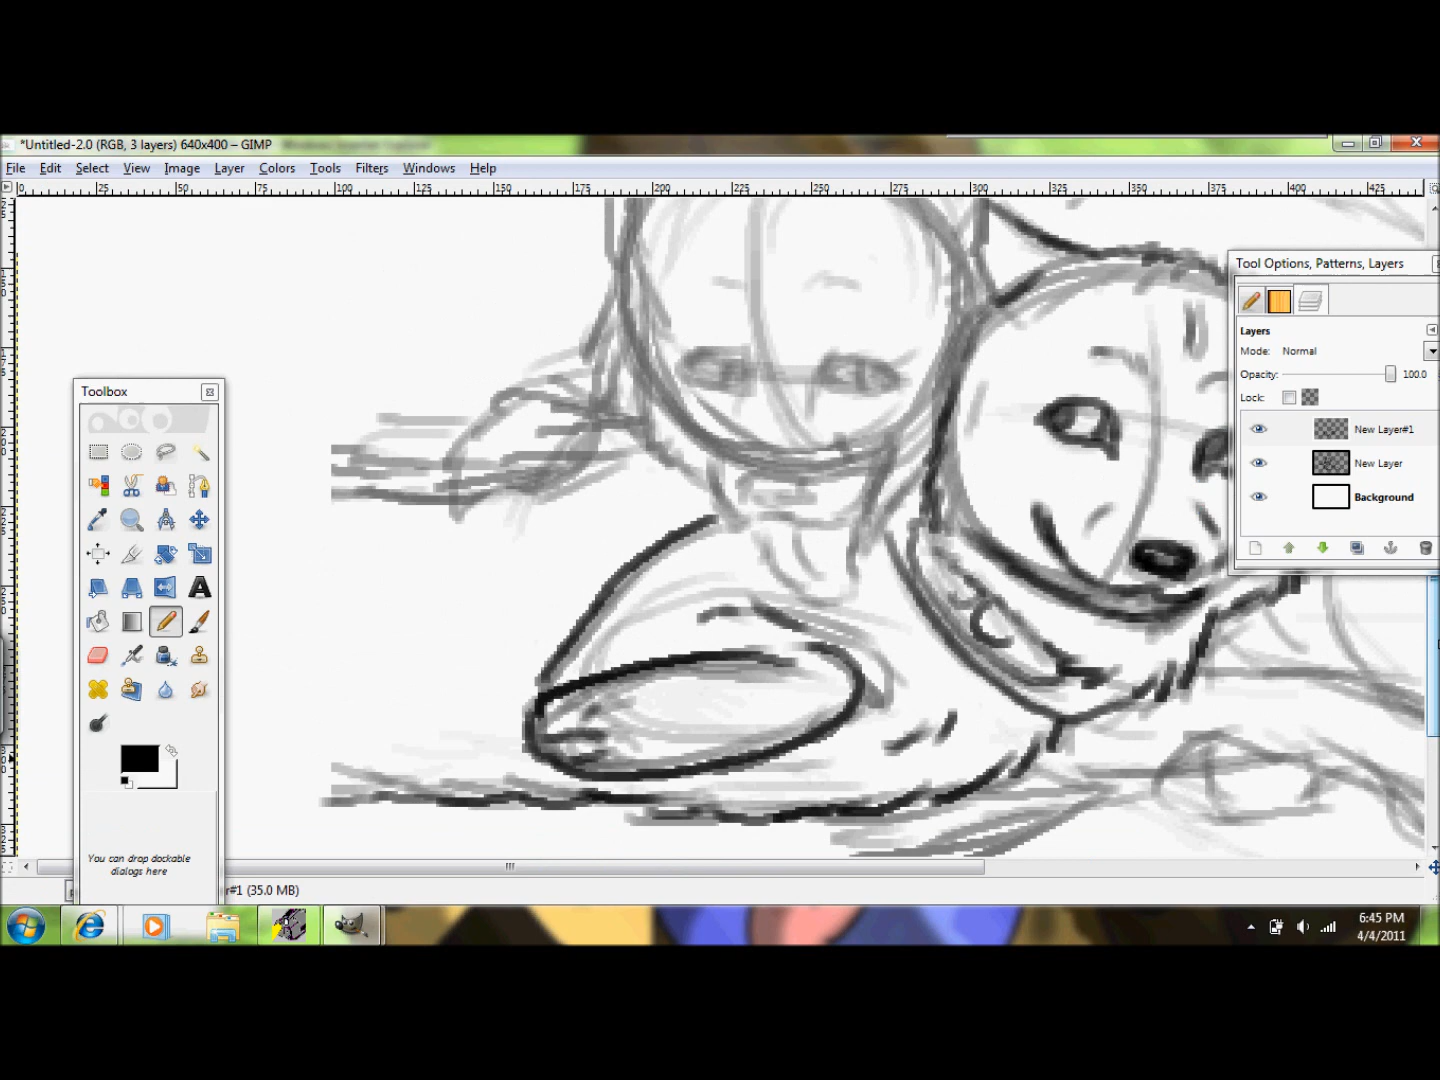 *Untitled-2.0 (RGB, 3 layers) 640x400 – GIMP
File Edit Select View Image Layer Colors Tools Filters Windows Help
0 25 50 75 100 125 150 175 200 225 250 275 300 325 350 375 400 425
Tool Options, Patterns, Layers
Layers
Mode: Normal
Opacity: 100.0
Lock:
New Layer#1
New Layer
Background
Toolbox
You can drop dockable
dialogs here
r#1 (35.0 MB)
6:45 PM
4/4/2011